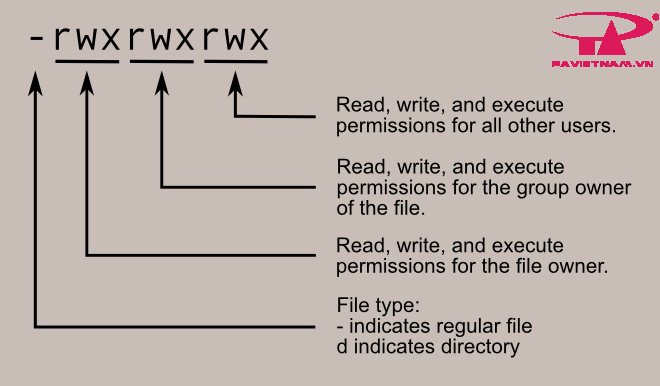 -rwxrwxrwx
PAVIETNAM.VN
Read, write, and execute
permissions for all other users.
Read, write, and execute
permissions for the group owner
of the file.
Read, write, and execute
permissions for the file owner.
File type:
- indicates regular file
d indicates directory